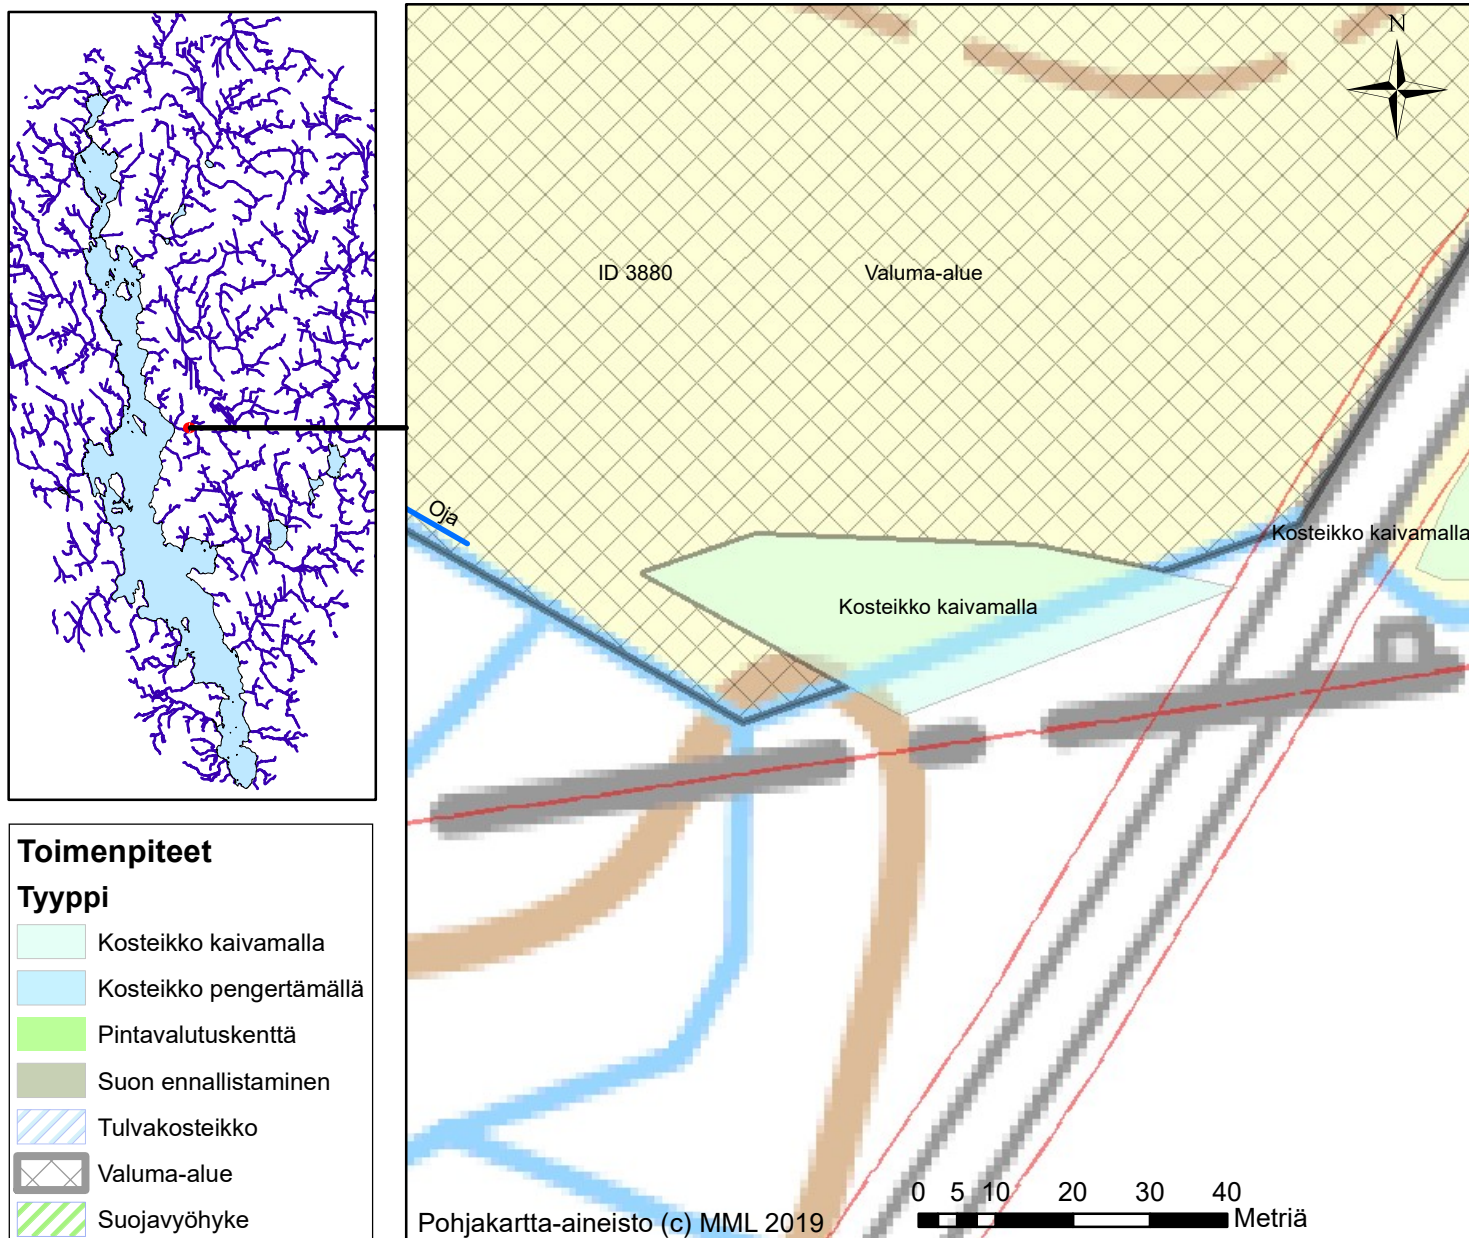 N
ID 3880
Valuma-alue
Oja
Kosteikko kaivamalla
Kosteikko kaivamalla
Toimenpiteet
Tyyppi
Kosteikko kaivamalla
Kosteikko pengertämällä
Pintavalutuskenttä
Suon ennallistaminen
Tulvakosteikko
Valuma-alue
Suojavyöhyke
0 5 10 20 30 40
Metriä
Pohjakartta-aineisto (c) MML 2019